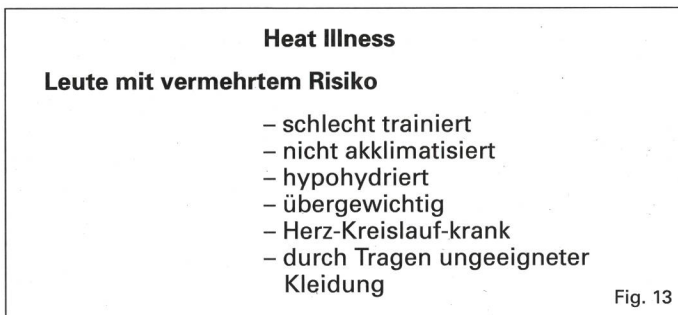 Heat Illness
Leute mit vermehrtem Risiko
– schlecht trainiert
– nicht akklimatisiert
– hypohydriert
– übergewichtig
– Herz-Kreislauf-krank
– durch Tragen ungeeigneter
Kleidung
Fig. 13